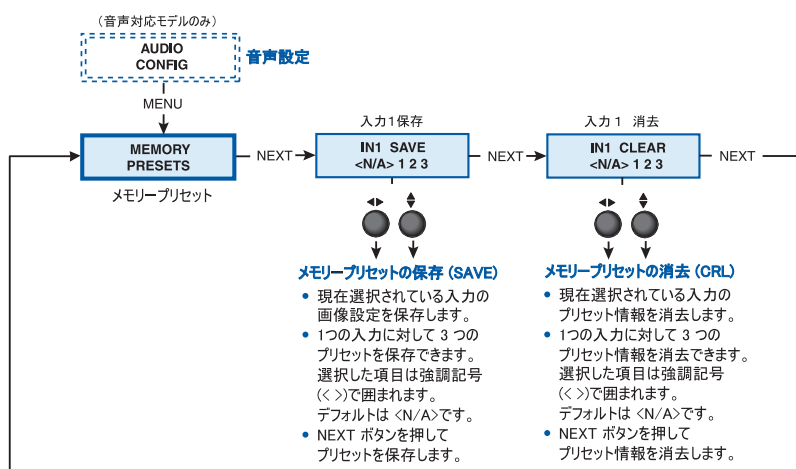 (音声対応モデルのみ)
AUDIO
CONFIG
音声設定
MENU
MEMORY
PRESETS
メモリープリセット
NEXT
入力1保存
IN1 SAVE
<N/A> 1 2 3
NEXT
入力1 消去
IN1 CLEAR
<N/A> 1 2 3
NEXT
メモリープリセットの保存 (SAVE)
• 現在選択されている入力の
画像設定を保存します。
• 1つの入力に対して 3 つの
プリセットを保存できます。
選択した項目は強調記号
(< >)で囲まれます。
デフォルトは <N/A>です。
• NEXT ボタンを押して
プリセットを保存します。
メモリープリセットの消去 (CRL)
• 現在選択されている入力の
プリセット情報を消去します。
• 1つの入力に対して 3 つの
プリセット情報を消去できます。
選択した項目は強調記号
(< >)で囲まれます。
デフォルトは <N/A>です。
• NEXT ボタンを押して
プリセット情報を消去します。